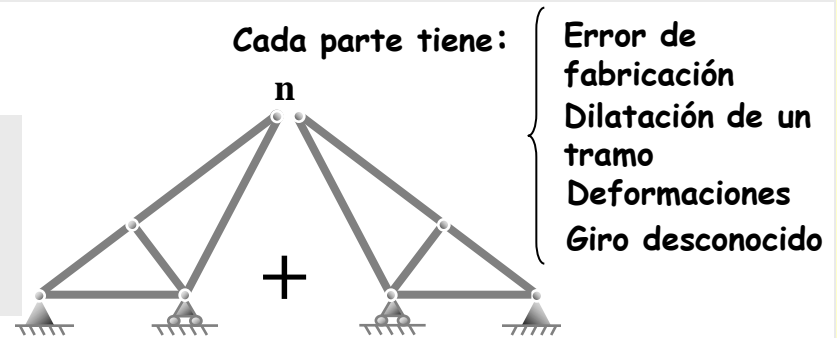 Cada parte tiene:
Error de
fabricación
Dilatación de un
tramo
Deformaciones
Giro desconocido
n
+